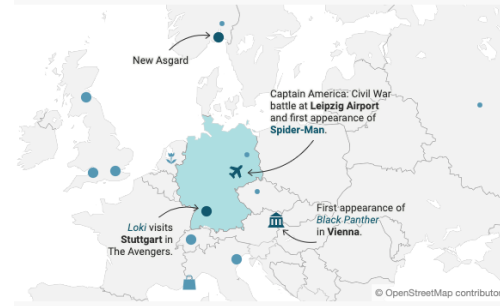 New Asgard
Captain America: Civil War
battle at Leipzig Airport
and first appearance of
Spider-Man.
First appearance of
Black Panther
in Vienna.
Loki visits
Stuttgart in
The Avengers.
© OpenStreetMap contributor